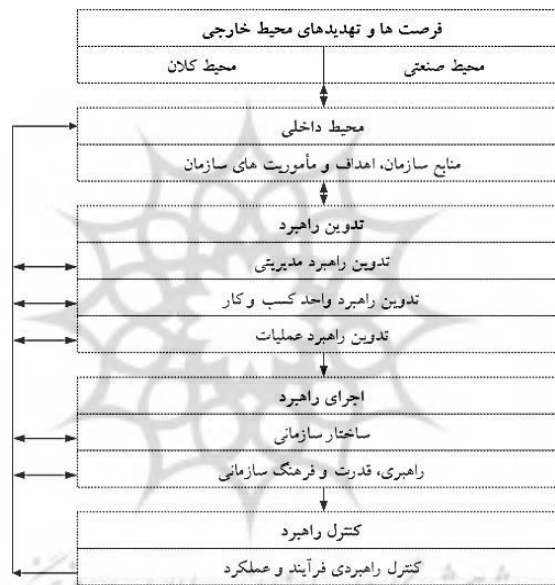 فرصت ها و تهدیدهای محیط خارجی
محیط صنعتی
محیط کلان
محیط داخلی
منابع سازمان، اهداف و مأموریت های سازمان
تدوین راهبرد
تدوین راهبرد مدیریتی
تدوین راهبرد واحد کسب و کار
تدوین راهبرد عملیات
اجرای راهبرد
ساختار سازمانی
راهبری، قدرت و فرهنگ سازمانی
کنترل راهبرد
کنترل راهبردی فرآیند و عملکرد